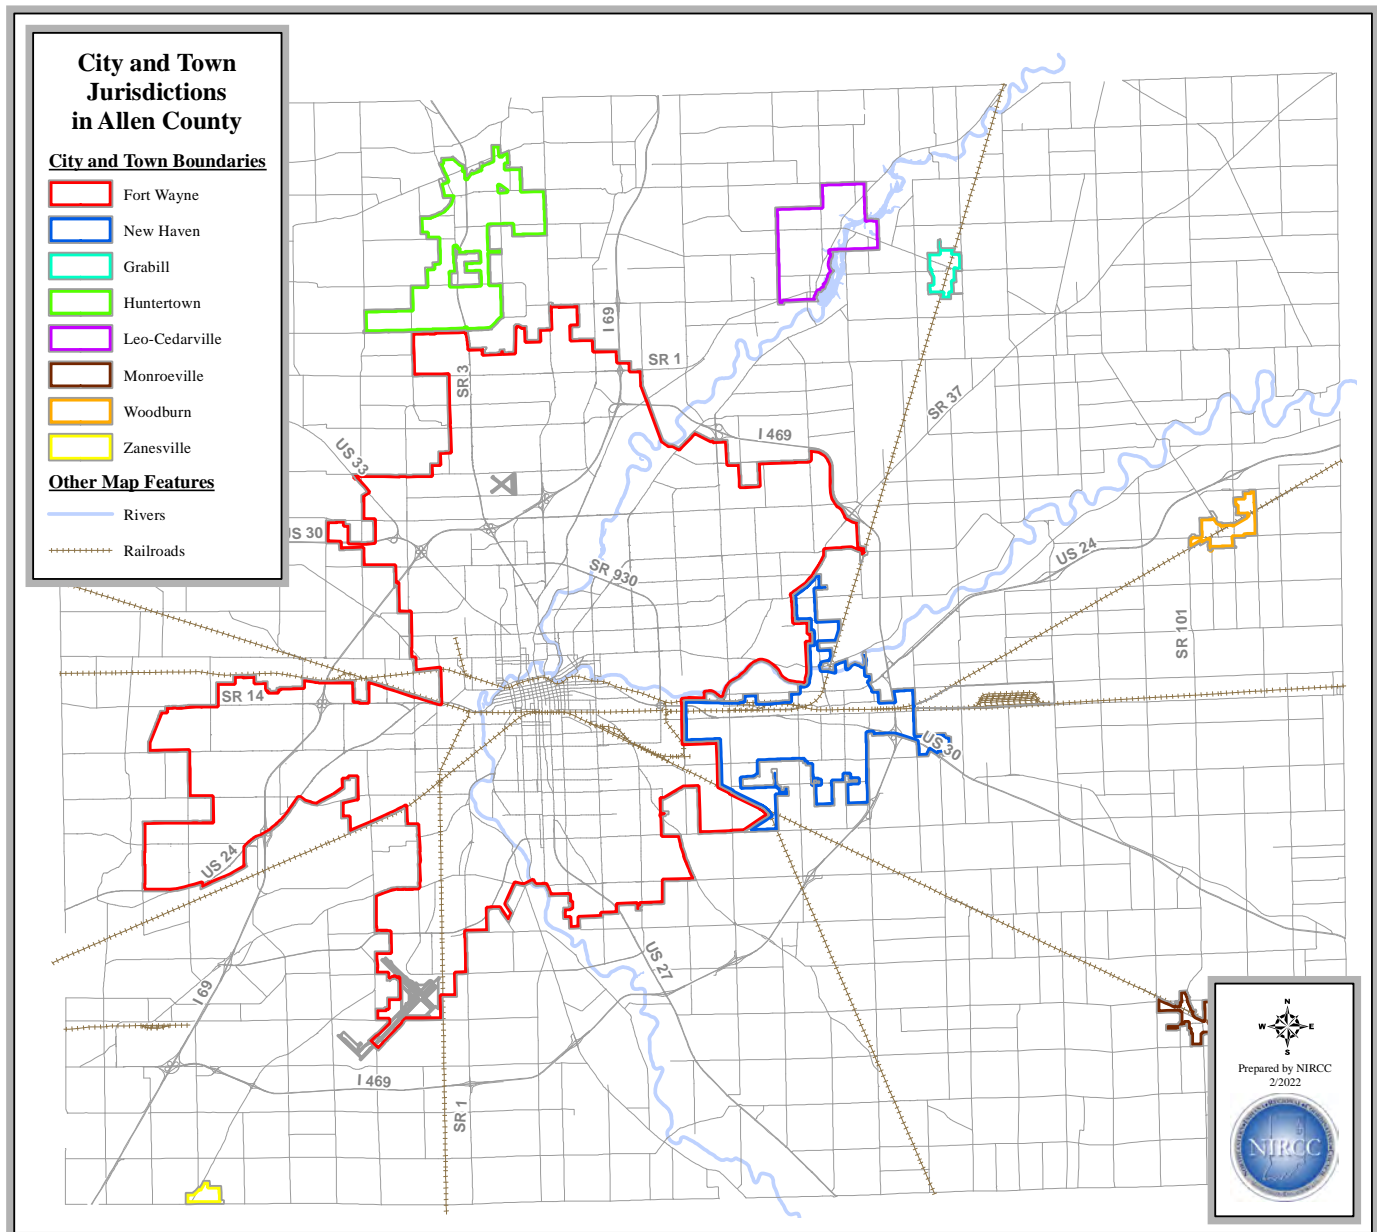 City and Town
Jurisdictions
in Allen County
City and Town Boundaries
Fort Wayne
New Haven
Grabill
Huntertown
Leo-Cedarville
Monroeville
Woodburn
Zanesville
Other Map Features
Rivers
Railroads
I 69
SR 1
SR 3
SR 37
I 469
US 33
US 30
SR 930
US 24
SR 101
SR 14
US 30
US 24
US 27
I 69
I 469
SR 1
N
W E
S
Prepared by NIRCC
2/2022
NIRCC